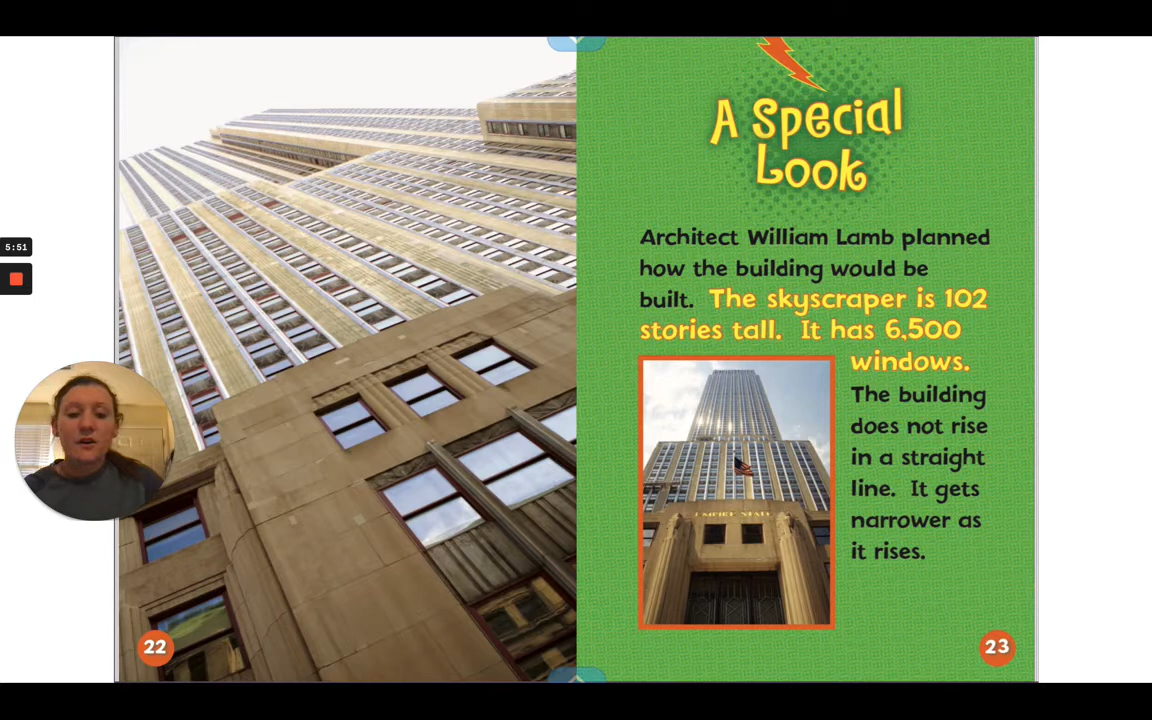 5:51
A Special
Look
Architect William Lamb planned
how the building would be
built. The skyscraper is 102
stories tall. It has 6,500
windows.
The building
does not rise
in a straight
line. It gets
narrower as
it rises.
EMPIRE STATE
22
23